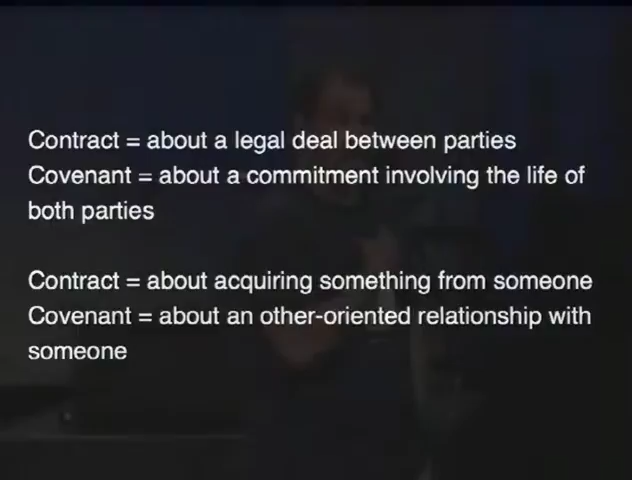 Contract = about a legal deal between parties
Covenant = about a commitment involving the life of
both parties
Contract = about acquiring something from someone
Covenant = about an other-oriented relationship with
someone